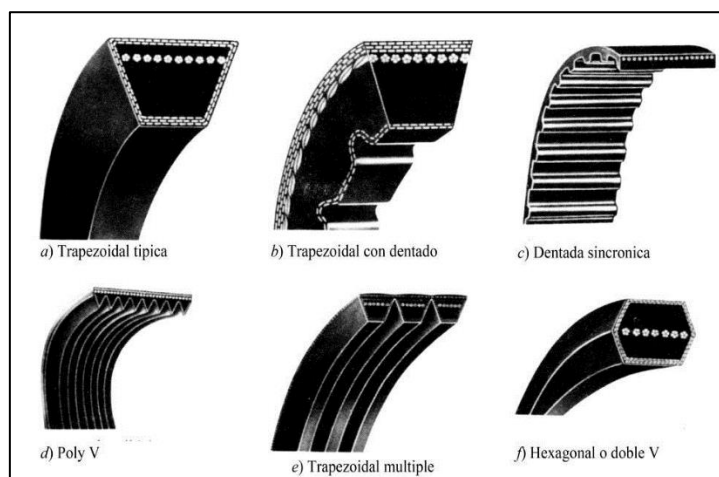 a) Trapezoidal tipica
b) Trapezoidal con dentado
c) Dentada sincronica
d) Poly V
e) Trapezoidal multiple
f) Hexagonal o doble V